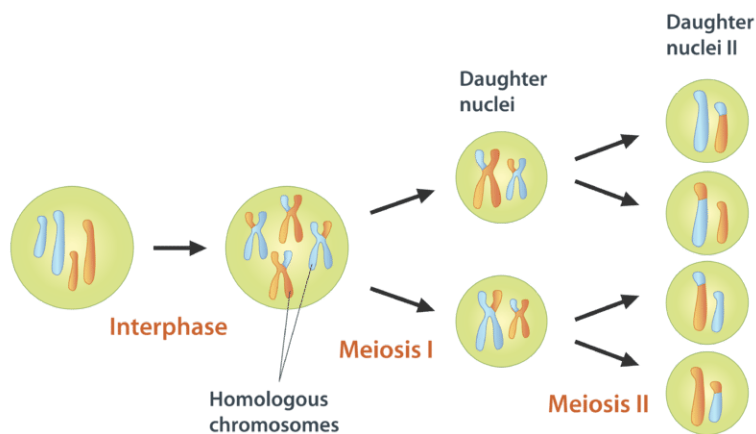 Daughter
nuclei II
Daughter
nuclei
Interphase
Meiosis I
Homologous
chromosomes
Meiosis II